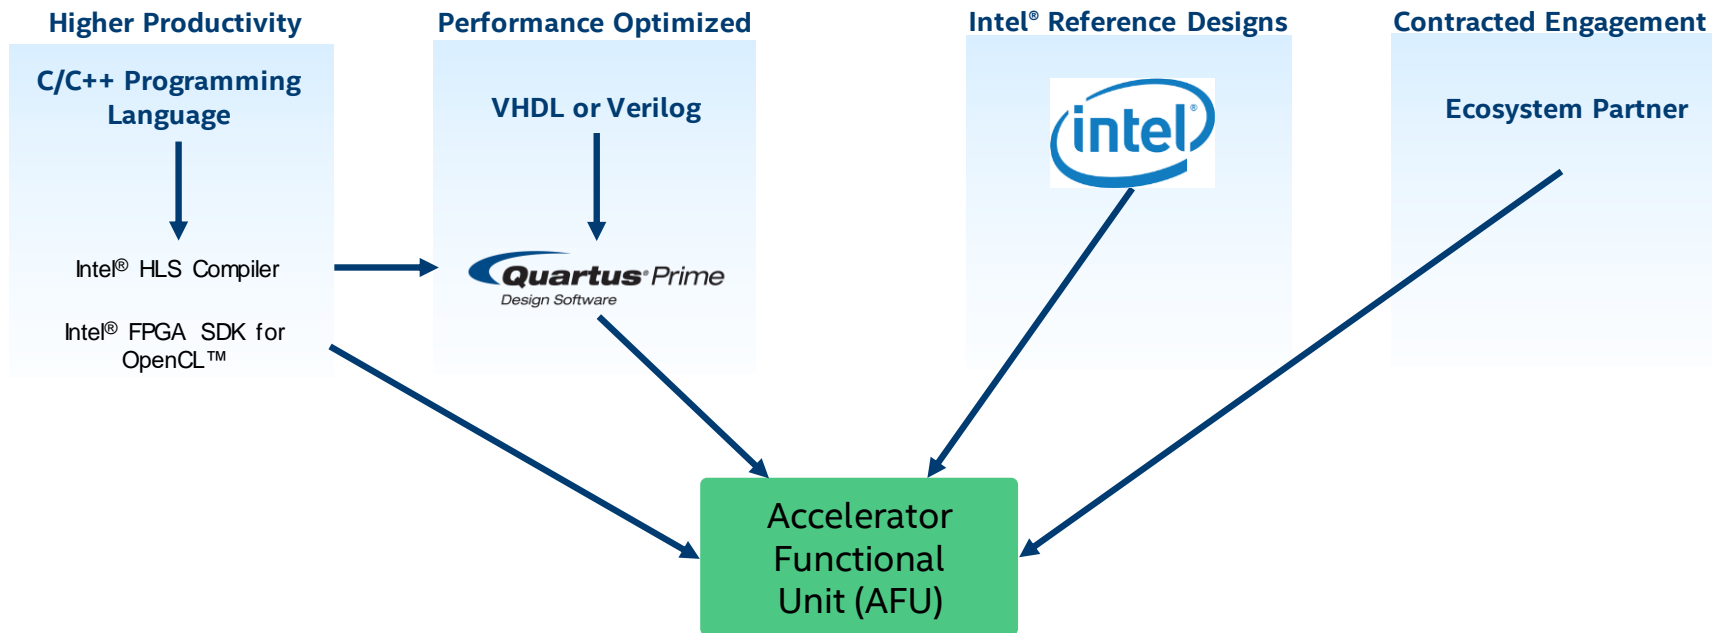 Higher Productivity
C/C++ Programming
Language
Intel® HLS Compiler
Intel® FPGA SDK for
OpenCL™
Performance Optimized
VHDL or Verilog
Quartus® Prime
Design Software
Intel® Reference Designs
intel®
Contracted Engagement
Ecosystem Partner
Accelerator
Functional
Unit (AFU)